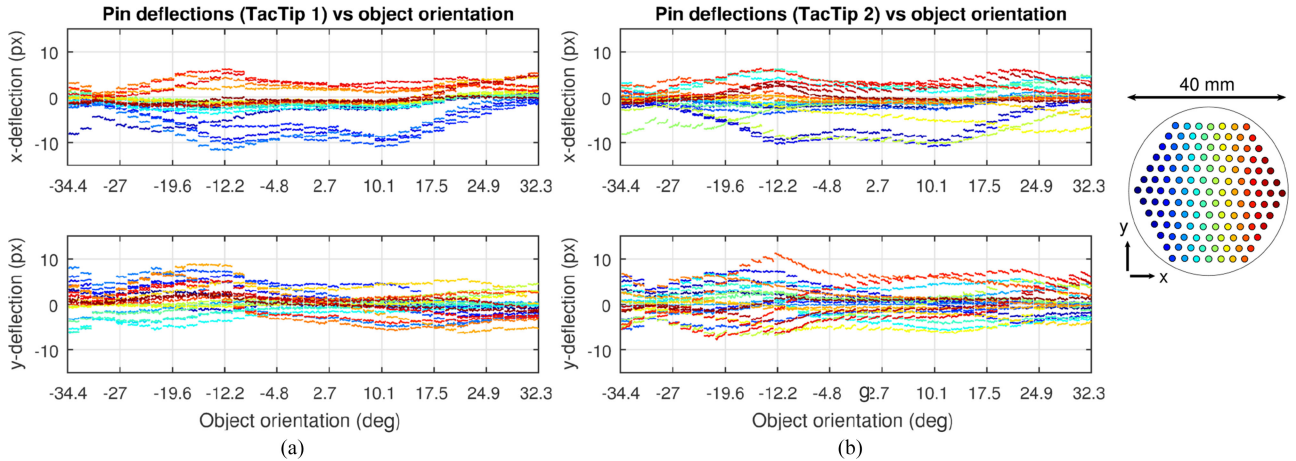 Pin deflections (TacTip 1) vs object orientation
x-deflection (px)
10
0
-10
-34.4 -27 -19.6 -12.2 -4.8 2.7 10.1 17.5 24.9 32.3
y-deflection (px)
10
0
-10
-34.4 -27 -19.6 -12.2 -4.8 2.7 10.1 17.5 24.9 32.3
Object orientation (deg)
(a)
Pin deflections (TacTip 2) vs object orientation
x-deflection (px)
10
0
-10
-34.4 -27 -19.6 -12.2 -4.8 2.7 10.1 17.5 24.9 32.3
y-deflection (px)
10
0
-10
-34.4 -27 -19.6 -12.2 -4.8 g2.7 10.1 17.5 24.9 32.3
Object orientation (deg)
(b)
40 mm
y
x